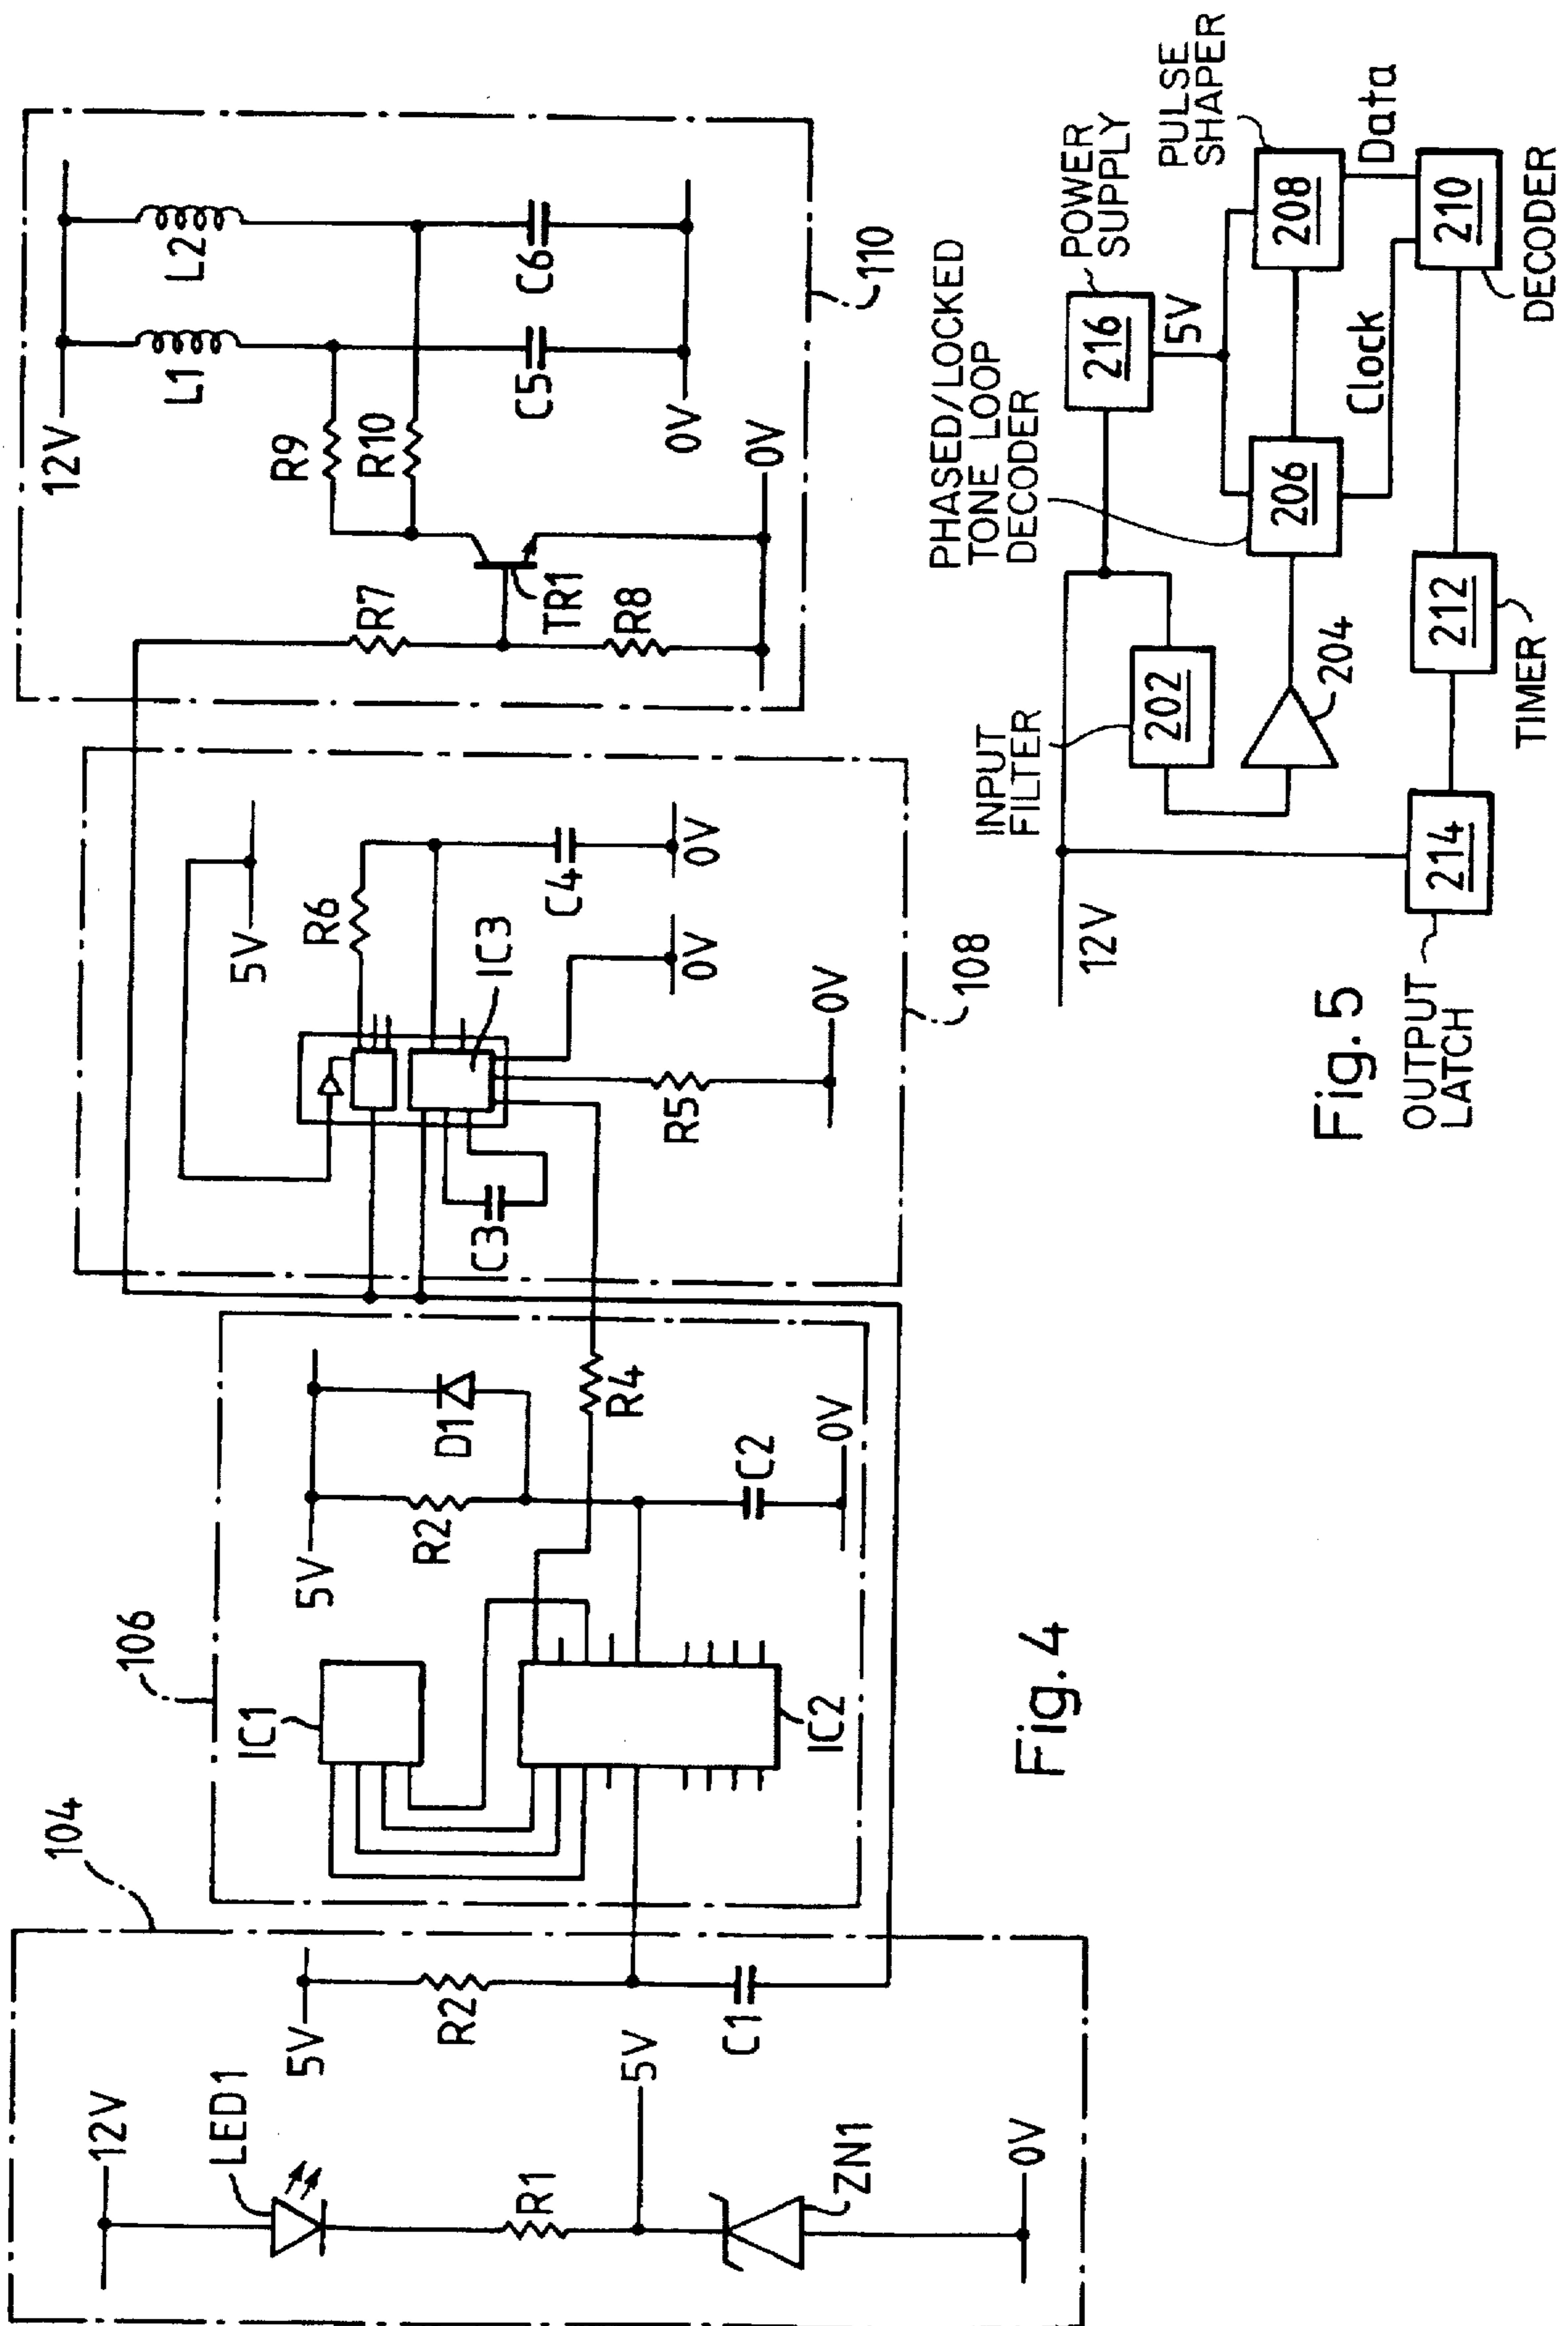 104
12V
LED1
R1
5V
ZN1
0V
5V
R2
C1
106
IC1
IC2
5V
R2
D1
C2
0V
R4
108
5V
R6
IC3
C3
C4
0V
0V
R5
0V
110
12V
L1
L2
R9
R10
R7
TR1
R8
C5
C6
0V
0V
Fig. 4
12V
INPUT
FILTER
202
204
PHASED/LOCKED
TONE LOOP
DECODER
206
POWER
SUPPLY
216
5V
PULSE
SHAPER
208
Data
Clock
210
DECODER
212
TIMER
214
OUTPUT
LATCH
Fig. 5